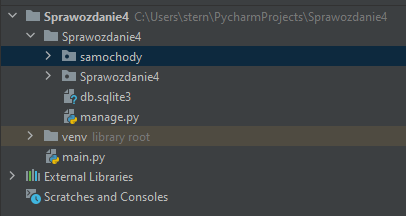 Sprawozdanie4 C:\Users\stern\PycharmProjects\Sprawozdanie4
Sprawozdanie4
samochody
Sprawozdanie4
db.sqlite3
manage.py
venv library root
main.py
External Libraries
Scratches and Consoles